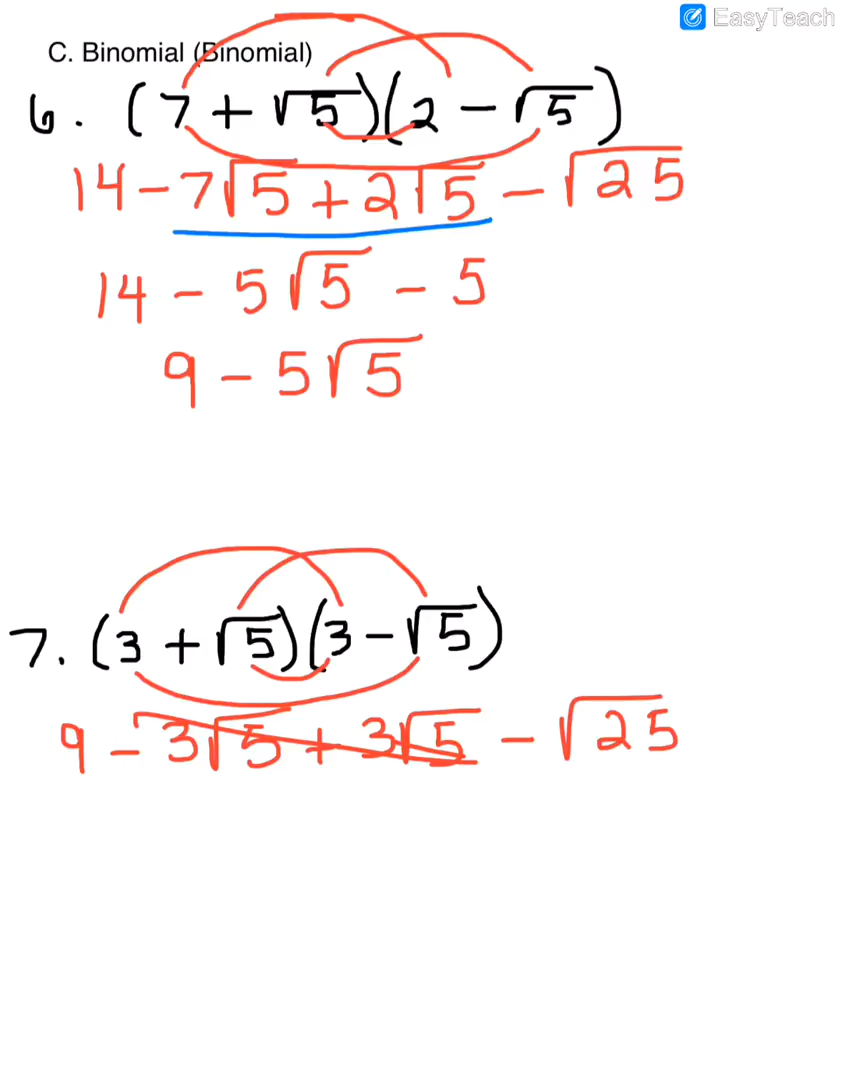 EasyTeach
C. Binomial (Binomial)
6. (7 + √5)(2 - √5)
14 - 7√5 + 2√5 - √25
14 - 5√5 - 5
9 - 5√5
7. (3 + √5)(3 - √5)
9 - 3√5 + 3√5 - √25